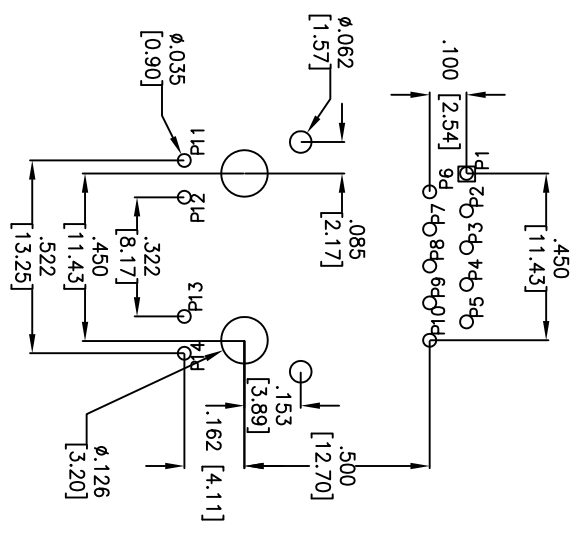 ø.062
[1.57]
ø.035
[0.90]
.100
[2.54]
P1
P2
P3
P4
P5
P6
P7
P8
P9
P10
.450
[11.43]
P11
P12
P13
P14
.085
[2.17]
.322
[8.17]
.450
[11.43]
.522
[13.25]
.153
[3.89]
.500
[12.70]
.162 [4.11]
ø.126
[3.20]